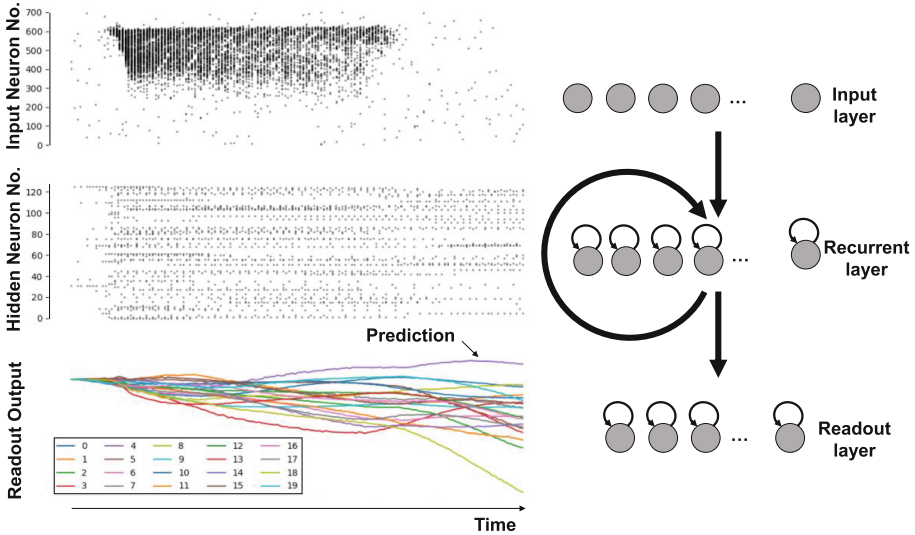 Input Neuron No.
700
600
500
400
300
200
100
0
Hidden Neuron No.
120
100
80
60
40
20
0
Readout Output
Prediction
0 4 8 12 16
1 5 9 13 17
2 6 10 14 18
3 7 11 15 19
Time
...
Input
layer
...
Recurrent
layer
...
Readout
layer